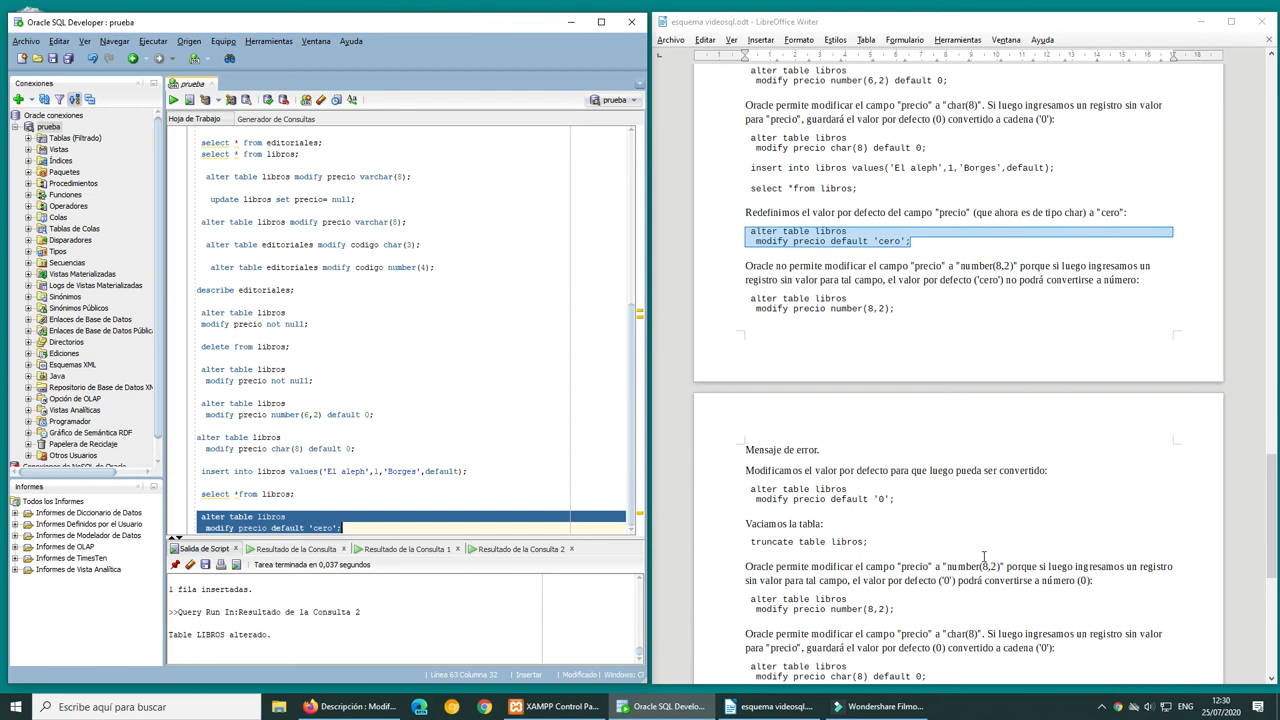 Oracle SQL Developer : prueba
Archivo Editar Ver Navegar Ejecutar Origen Equipo Herramientas Ventana Ayuda
Conexiones
Oracle conexiones
prueba
Tablas (Filtrado)
Vistas
Índices
Paquetes
Procedimientos
Funciones
Operadores
Colas
Tablas de Colas
Disparadores
Tipos
Secuencias
Vistas Materializadas
Logs de Vistas Materializadas
Sinónimos
Sinónimos Públicos
Enlaces de Base de Datos
Enlaces de Base de Datos Públic
Directorios
Ediciones
Esquemas XML
Java
Repositorio de Base de Datos XM
Opción de OLAP
Vistas Analíticas
Programador
Gráfico de Semántica RDF
Papelera de Reciclaje
Otros Usuarios
Informes
Todos los Informes
Informes de Diccionario de Datos
Informes Definidos por el Usuario
Informes de Modelador de Datos
Informes de OLAP
Informes de TimesTen
Informes de Vista Analítica
prueba
prueba
Hoja de Trabajo Generador de Consultas
select * from editoriales;
select * from libros;
alter table libros modify precio varchar(8);
update libros set precio= null;
alter table libros modify precio varchar(8);
alter table editoriales modify codigo char(3);
alter table editoriales modify codigo number(4);
describe editoriales;
alter table libros
modify precio not null;
delete from libros;
alter table libros
modify precio not null;
alter table libros
modify precio number(6,2) default 0;
alter table libros
modify precio char(8) default 0;
insert into libros values('El aleph',1,'Borges',default);
select *from libros;
alter table libros
modify precio default 'cero';
Salida de Script Resultado de la Consulta Resultado de la Consulta 1 Resultado de la Consulta 2
Tarea terminada en 0,037 segundos
1 fila insertadas.
>>Query Run In:Resultado de la Consulta 2
Table LIBROS alterado.
Línea 63 Columna 32 Insertar Modificado Windows: C
esquema videosql.odt - LibreOffice Writer
Archivo Editar Ver Insertar Formato Estilos Tabla Formulario Herramientas Ventana Ayuda
1 1 2 3 4 5 6 7 8 9 10 11 12 13 14 15 16 17 18
alter table libros
modify precio number(6,2) default 0;
Oracle permite modificar el campo "precio" a "char(8)". Si luego ingresamos un registro sin valor
para "precio", guardará el valor por defecto (0) convertido a cadena ('0'):
alter table libros
modify precio char(8) default 0;
insert into libros values('El aleph',1,'Borges',default);
select *from libros;
Redefinimos el valor por defecto del campo "precio" (que ahora es de tipo char) a "cero":
alter table libros
modify precio default 'cero';
Oracle no permite modificar el campo "precio" a "number(8,2)" porque si luego ingresamos un
registro sin valor para tal campo, el valor por defecto ('cero') no podrá convertirse a número:
alter table libros
modify precio number(8,2);
Mensaje de error.
Modificamos el valor por defecto para que luego pueda ser convertido:
alter table libros
modify precio default '0';
Vaciamos la tabla:
truncate table libros;
Oracle permite modificar el campo "precio" a "number(8,2)" porque si luego ingresamos un registro
sin valor para tal campo, el valor por defecto ('0') podrá convertirse a número (0):
alter table libros
modify precio number(8,2);
Oracle permite modificar el campo "precio" a "char(8)". Si luego ingresamos un registro sin valor
para "precio", guardará el valor por defecto (0) convertido a cadena ('0'):
alter table libros
modify precio char(8) default 0;
Escribe aquí para buscar
Descripción : Modif...
XAMPP Control Pa...
Oracle SQL Develo...
esquema videosql....
Wondershare Filmo...
ENG
12:30
25/07/2020